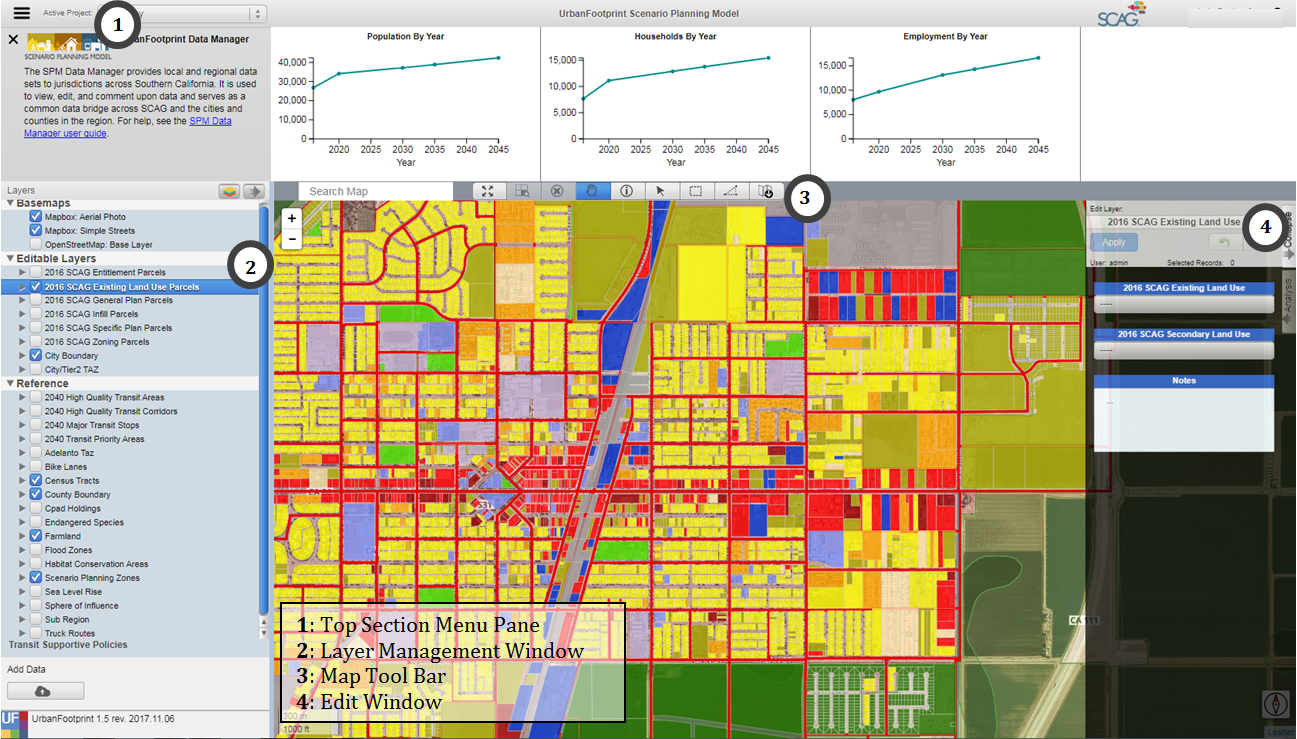 Active Project:
1
UrbanFootprint Scenario Planning Model
SCAG
UrbanFootprint Data Manager
SCENARIO PLANNING MODEL
The SPM Data Manager provides local and regional data
sets to jurisdictions across Southern California. It is used
to view, edit, and comment upon data and serves as a
common data bridge across SCAG and the cities and
counties in the region. For help, see the SPM Data
Manager user guide.
Population By Year
40,000
30,000
20,000
10,000
0
2020 2025 2030 2035 2040 2045
Year
Households By Year
15,000
10,000
5,000
0
2020 2025 2030 2035 2040 2045
Year
Employment By Year
15,000
10,000
5,000
0
2020 2025 2030 2035 2040 2045
Year
Layers
Basemaps
Mapbox: Aerial Photo
Mapbox: Simple Streets
OpenStreetMap: Base Layer
Editable Layers
2016 SCAG Entitlement Parcels
2016 SCAG Existing Land Use Parcels
2016 SCAG General Plan Parcels
2016 SCAG Infill Parcels
2016 SCAG Specific Plan Parcels
2016 SCAG Zoning Parcels
City Boundary
City/Tier2 TAZ
Reference
2040 High Quality Transit Areas
2040 High Quality Transit Corridors
2040 Major Transit Stops
2040 Transit Priority Areas
Adelanto Taz
Bike Lanes
Census Tracts
County Boundary
Cpad Holdings
Endangered Species
Farmland
Flood Zones
Habitat Conservation Areas
Scenario Planning Zones
Sea Level Rise
Sphere of Influence
Sub Region
Truck Routes
Transit Supportive Policies
Add Data
UF
UrbanFootprint 1.5 rev. 2017.11.06
2
Search Map
3
+
−
Brawley
Municipal
CA
S31
CA
CA 111
300 m
1000 ft
1: Top Section Menu Pane
2: Layer Management Window
3: Map Tool Bar
4: Edit Window
Edit Layer:
2016 SCAG Existing Land Use
4
Apply
User: admin
Selected Records: 0
Collapse
Analysis
2016 SCAG Existing Land Use
----
2016 SCAG Secondary Land Use
----
Notes
Leaflet